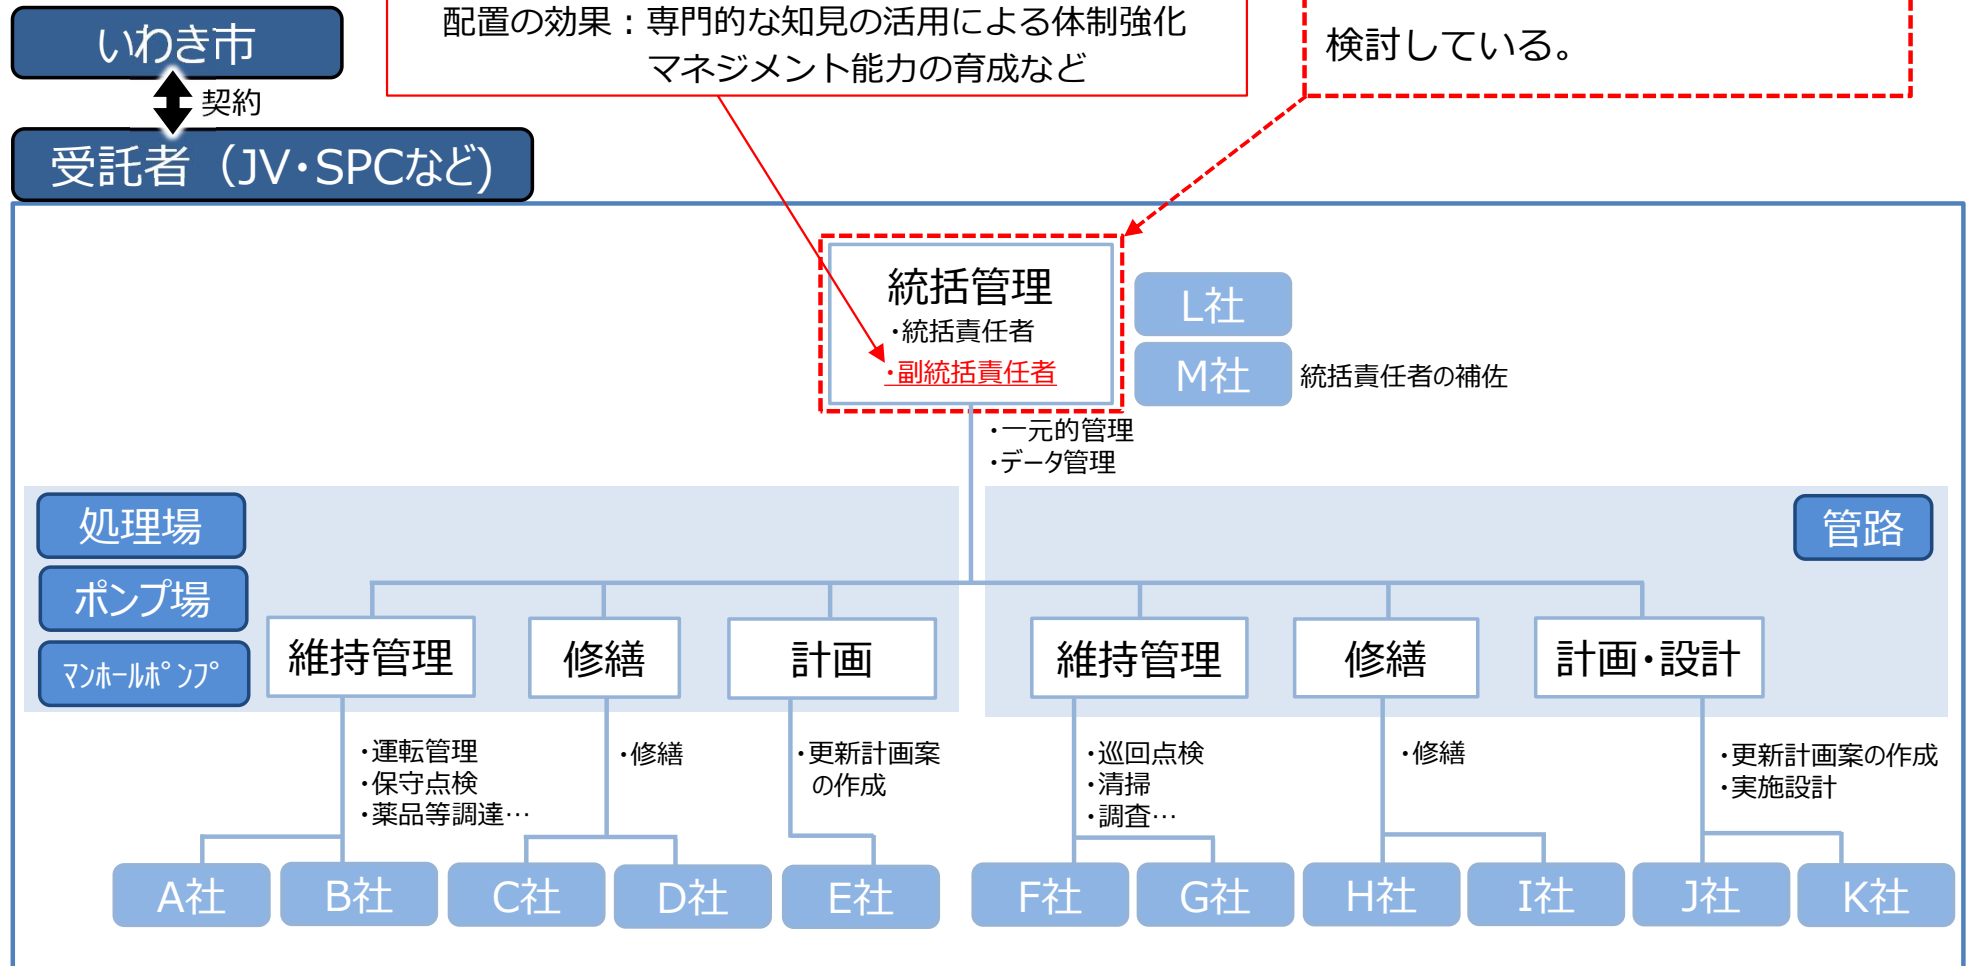 いわき市
配置の効果：専門的な知見の活用による体制強化
マネジメント能力の育成など
検討している。
契約
受託者（JV・SPCなど）
統括管理
・統括責任者
・副統括責任者
L社
M社
統括責任者の補佐
・一元的管理
・データ管理
処理場
ポンプ場
ﾏﾝﾎｰﾙﾎﾟﾝﾌﾟ
管路
維持管理
修繕
計画
維持管理
修繕
計画・設計
・運転管理
・保守点検
・薬品等調達…
・修繕
・更新計画案
の作成
・巡回点検
・清掃
・調査…
・修繕
・更新計画案の作成
・実施設計
A社
B社
C社
D社
E社
F社
G社
H社
I社
J社
K社